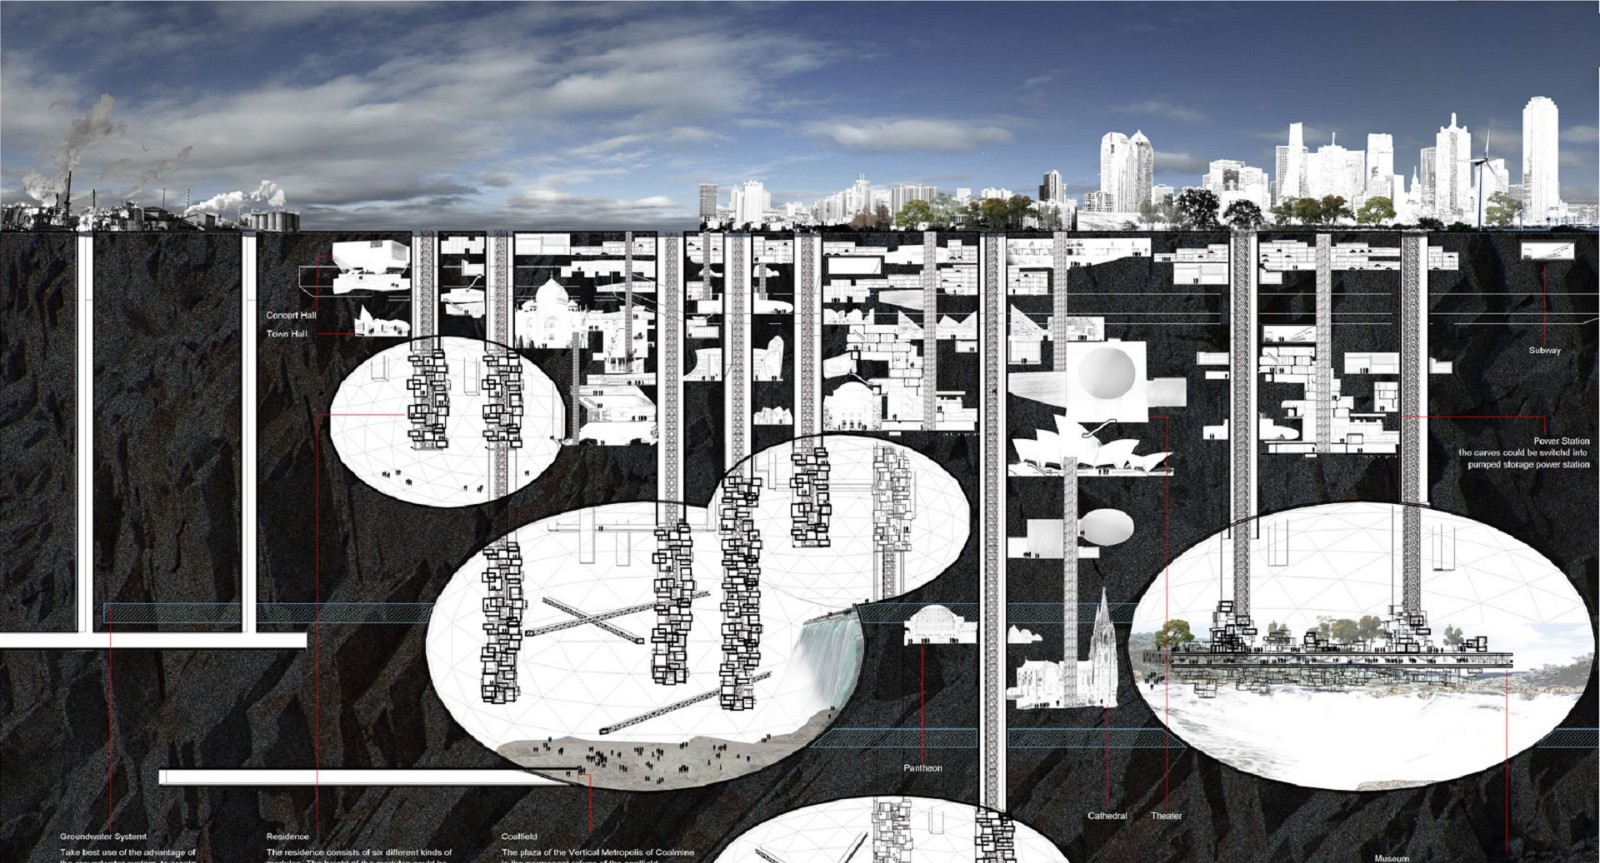 Concert Hall
Town Hall
Subway
Power Station
the carves could be switchd into
pumped storage power station
Pantheon
Cathedral
Theater
Groundwater Systemt
Take best use of the advantage of
Residence
The residence consists of six different kinds of
Coalfield
The plaza of the Vertical Metropolis of Coalmine
Museum